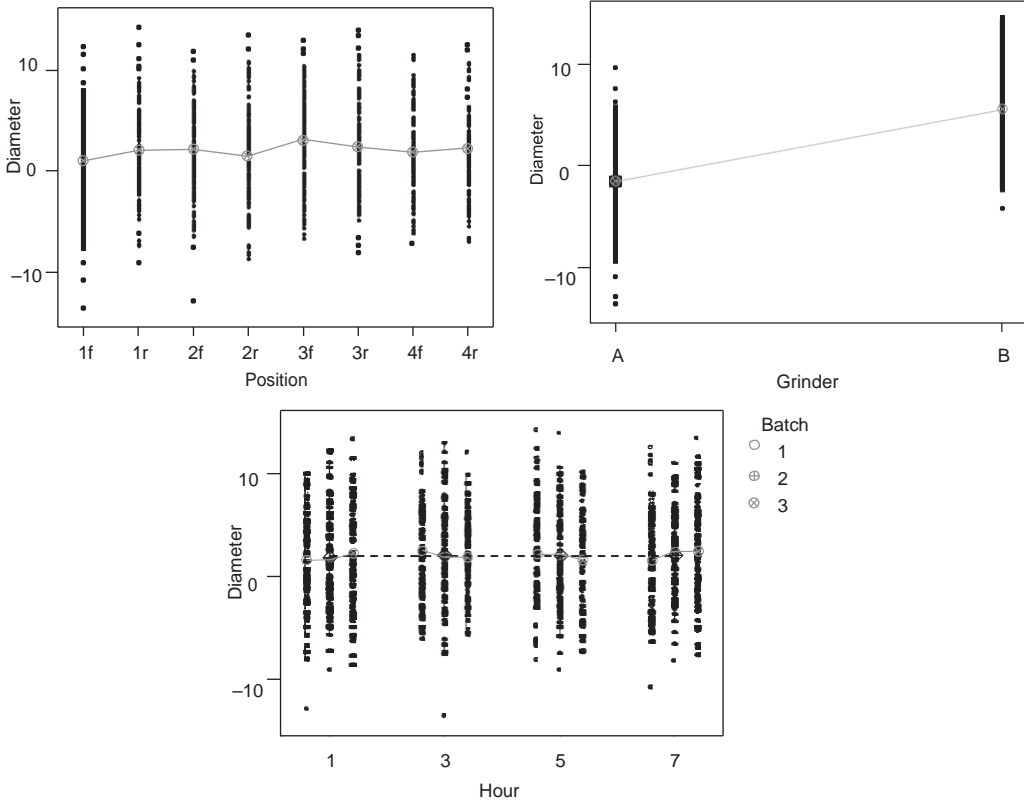 Diameter
10
0
–10
1f 1r 2f 2r 3f 3r 4f 4r
Position
Diameter
10
0
–10
A B
Grinder
Diameter
10
0
–10
1 3 5 7
Hour
Batch
1
2
3